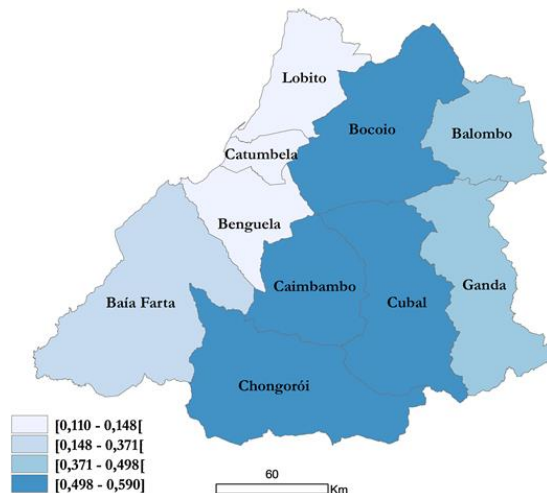 Lobito
Bocoio
Balombo
Catumbela
Benguela
Caimbambo
Ganda
Baía Farta
Cubal
Chongorói
[0,110 - 0,148[
[0,148 - 0,371[
[0,371 - 0,498[
[0,498 - 0,590]
60
Km